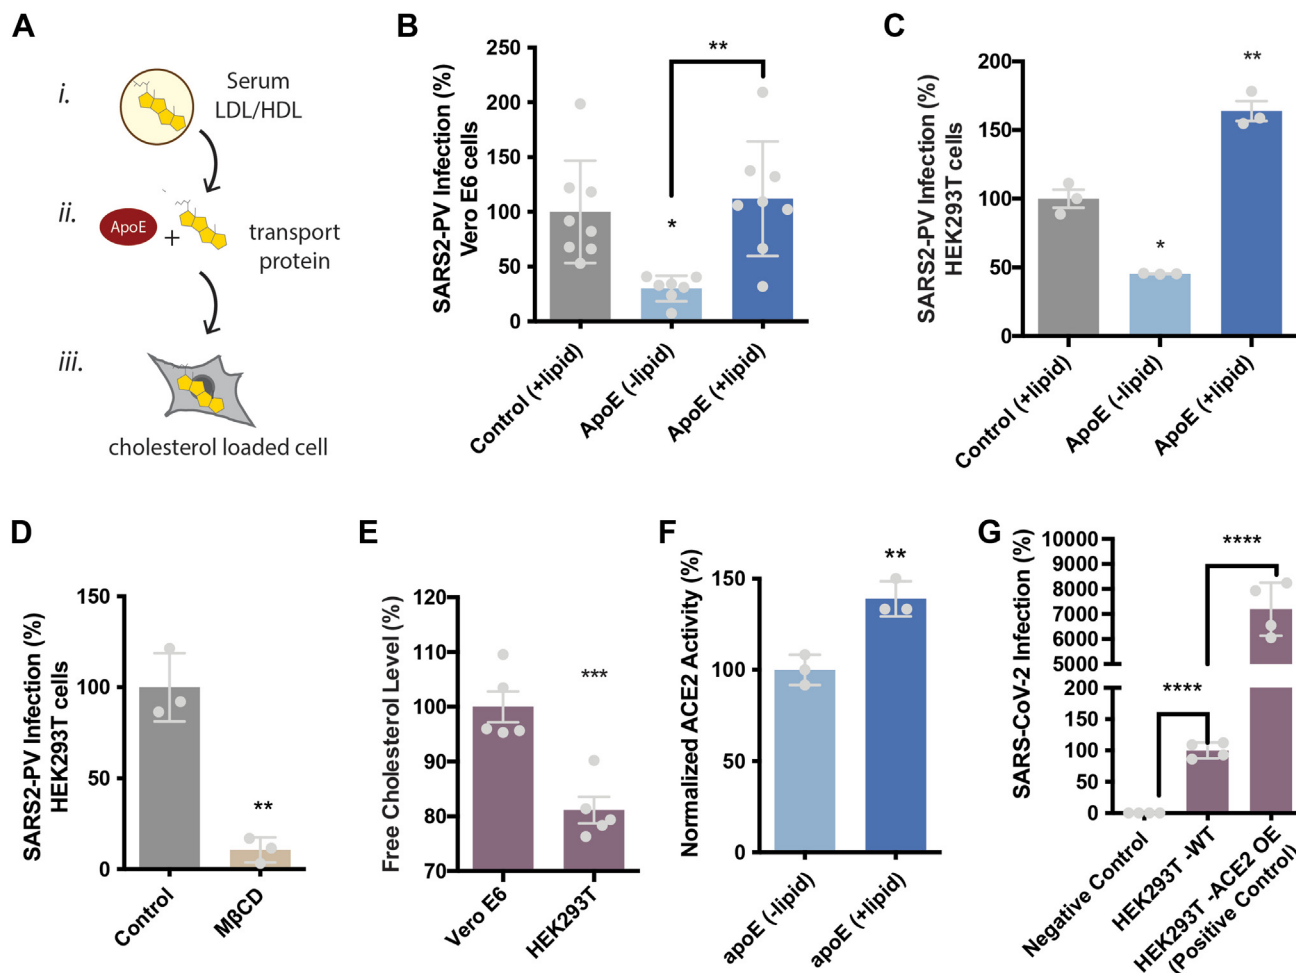 A
i.
Serum
LDL/HDL
ii.
ApoE
+
transport
protein
iii.
cholesterol loaded cell
B
SARS2-PV Infection (%)
Vero E6 cells
250
200
150
100
50
0
**
*
Control (+lipid)
ApoE (-lipid)
ApoE (+lipid)
C
SARS2-PV Infection (%)
HEK293T cells
200
150
100
50
0
*
**
Control (+lipid)
ApoE (-lipid)
ApoE (+lipid)
D
SARS2-PV Infection (%)
HEK293T cells
150
100
50
0
**
Control
MβCD
E
Free Cholesterol Level (%)
120
110
100
90
80
70
***
Vero E6
HEK293T
F
Normalized ACE2 Activity (%)
150
100
50
0
**
apoE (-lipid)
apoE (+lipid)
G
SARS-CoV-2 Infection (%)
10000
9000
8000
7000
6000
5000
200
150
100
50
0
****
****
Negative Control
HEK293T -WT
HEK293T -ACE2 OE
(Positive Control)